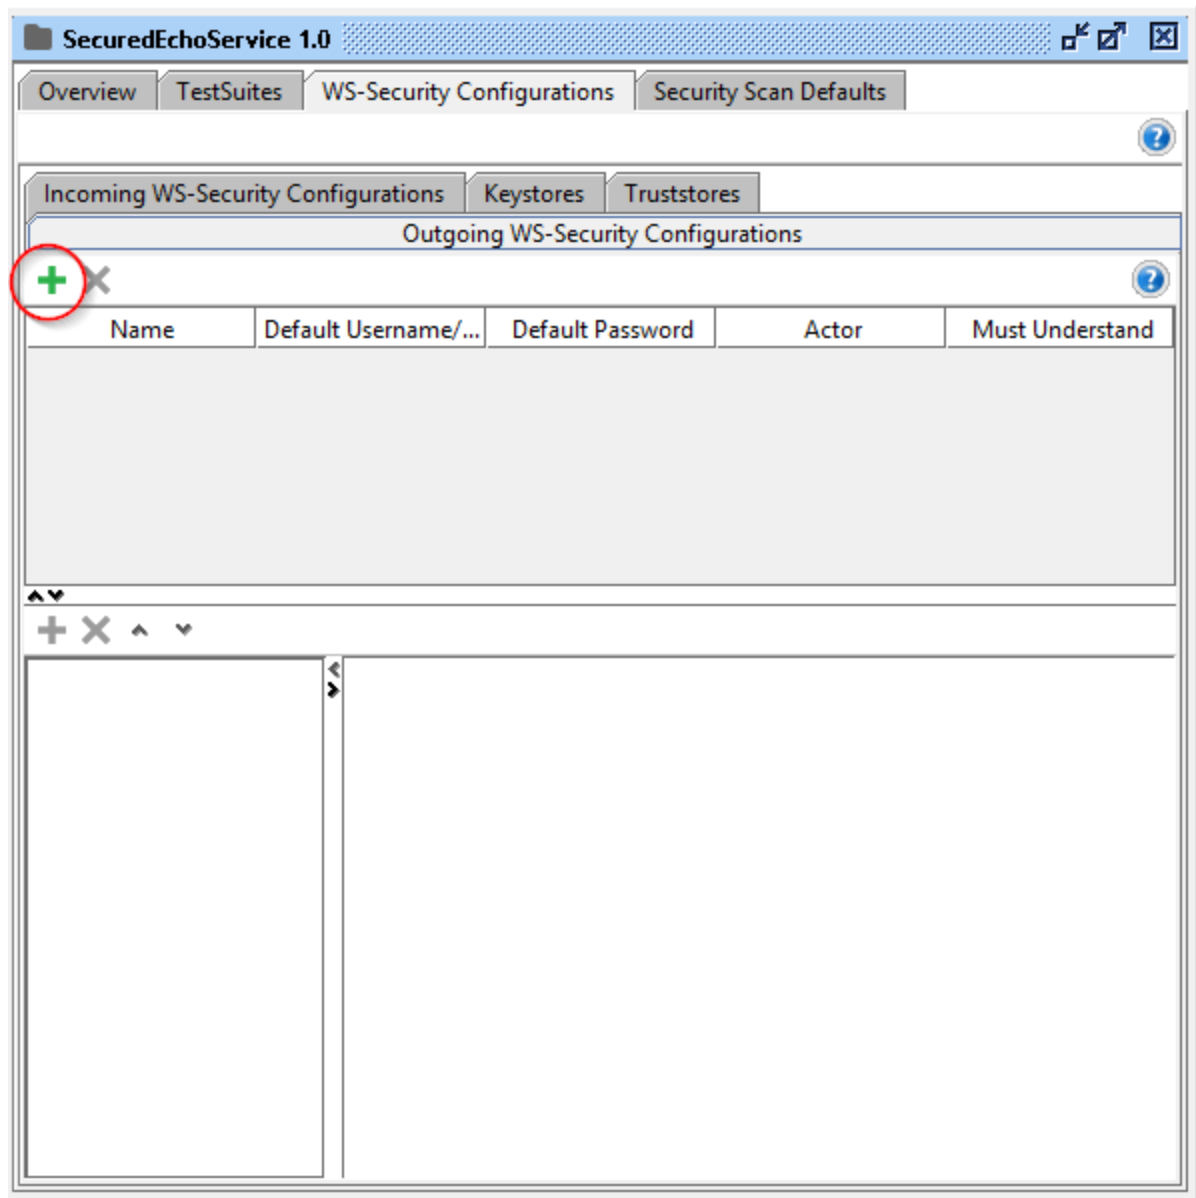 SecuredEchoService 1.0
Overview TestSuites WS-Security Configurations Security Scan Defaults
Incoming WS-Security Configurations Keystores Truststores
Outgoing WS-Security Configurations
Name Default Username/... Default Password Actor Must Understand